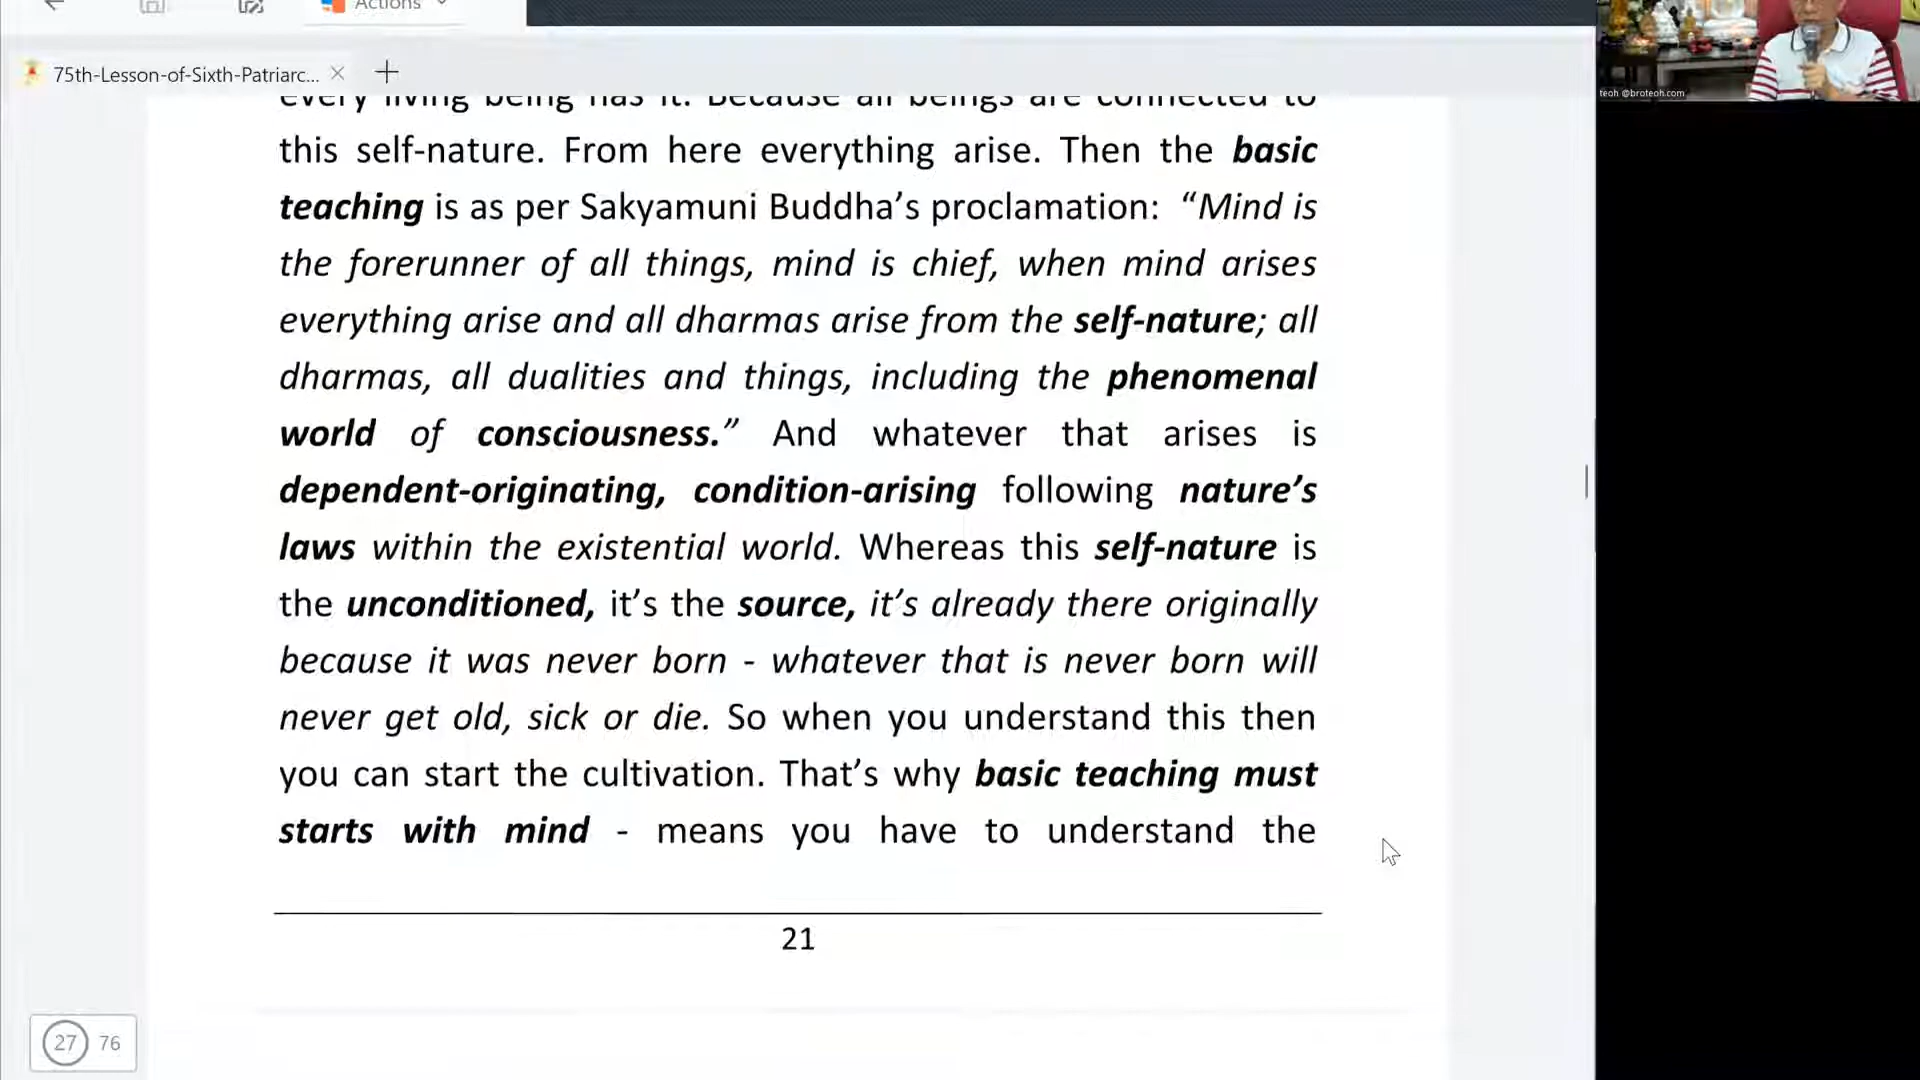 Actions
75th-Lesson-of-Sixth-Patriarc...
every living being has it. Because all beings are connected to
this self-nature. From here everything arise. Then the basic
teaching is as per Sakyamuni Buddha’s proclamation: “Mind is
the forerunner of all things, mind is chief, when mind arises
everything arise and all dharmas arise from the self-nature; all
dharmas, all dualities and things, including the phenomenal
world of consciousness.” And whatever that arises is
dependent-originating, condition-arising following nature’s
laws within the existential world. Whereas this self-nature is
the unconditioned, it’s the source, it’s already there originally
because it was never born - whatever that is never born will
never get old, sick or die. So when you understand this then
you can start the cultivation. That’s why basic teaching must
starts with mind - means you have to understand the
21
27 76
teoh @broteoh.com